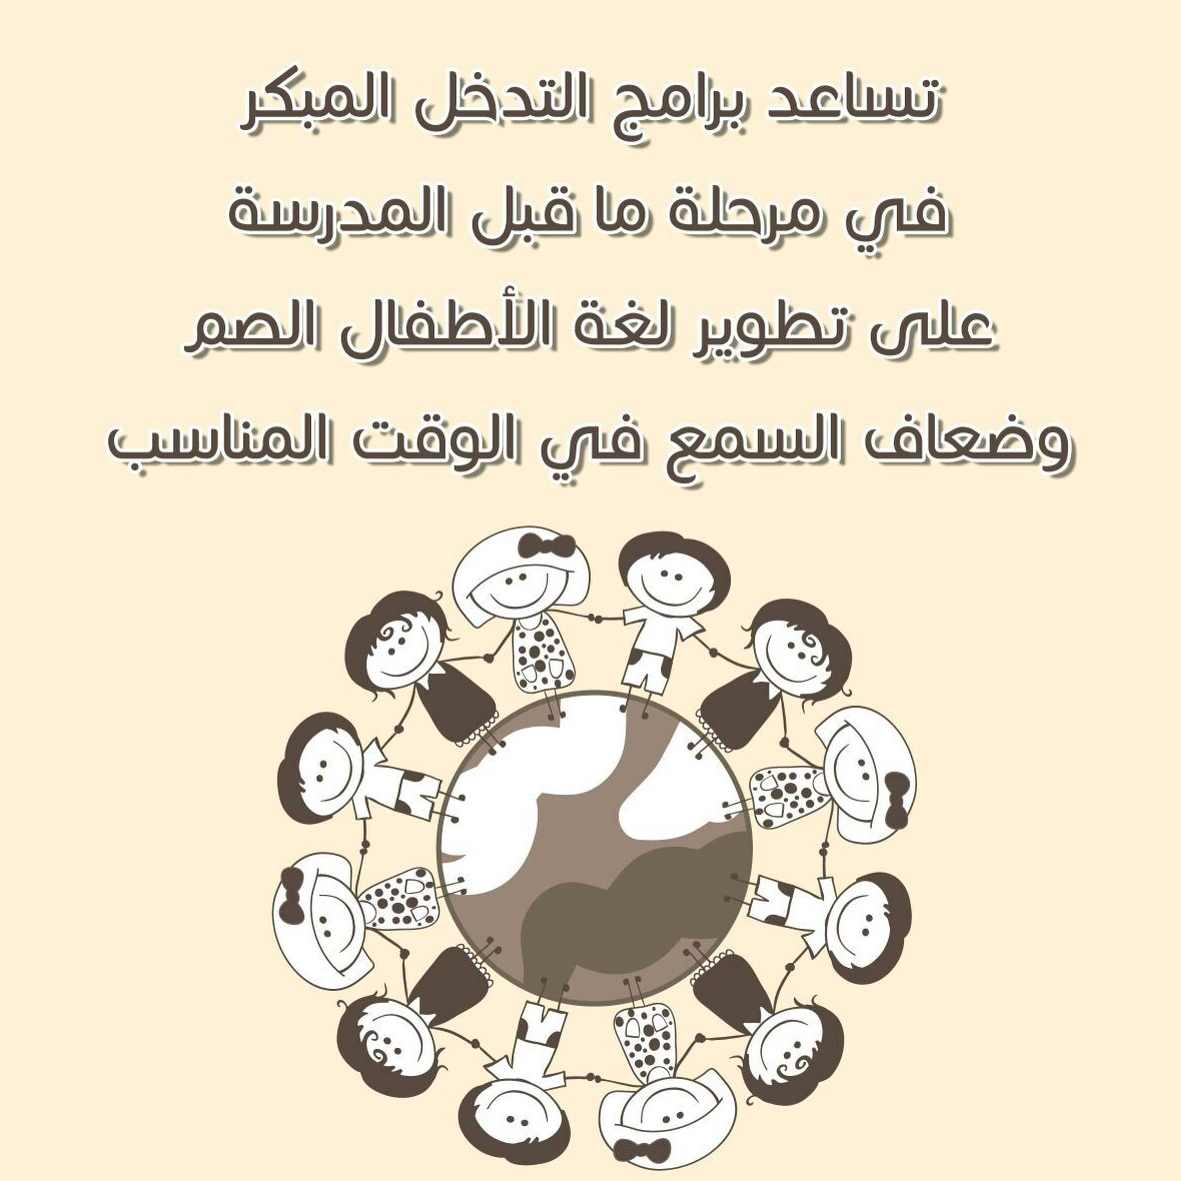 تساعد برامج التدخل المبكر
في مرحلة ما قبل المدرسة
على تطوير لغة الأطفال الصم
وضعاف السمع في الوقت المناسب